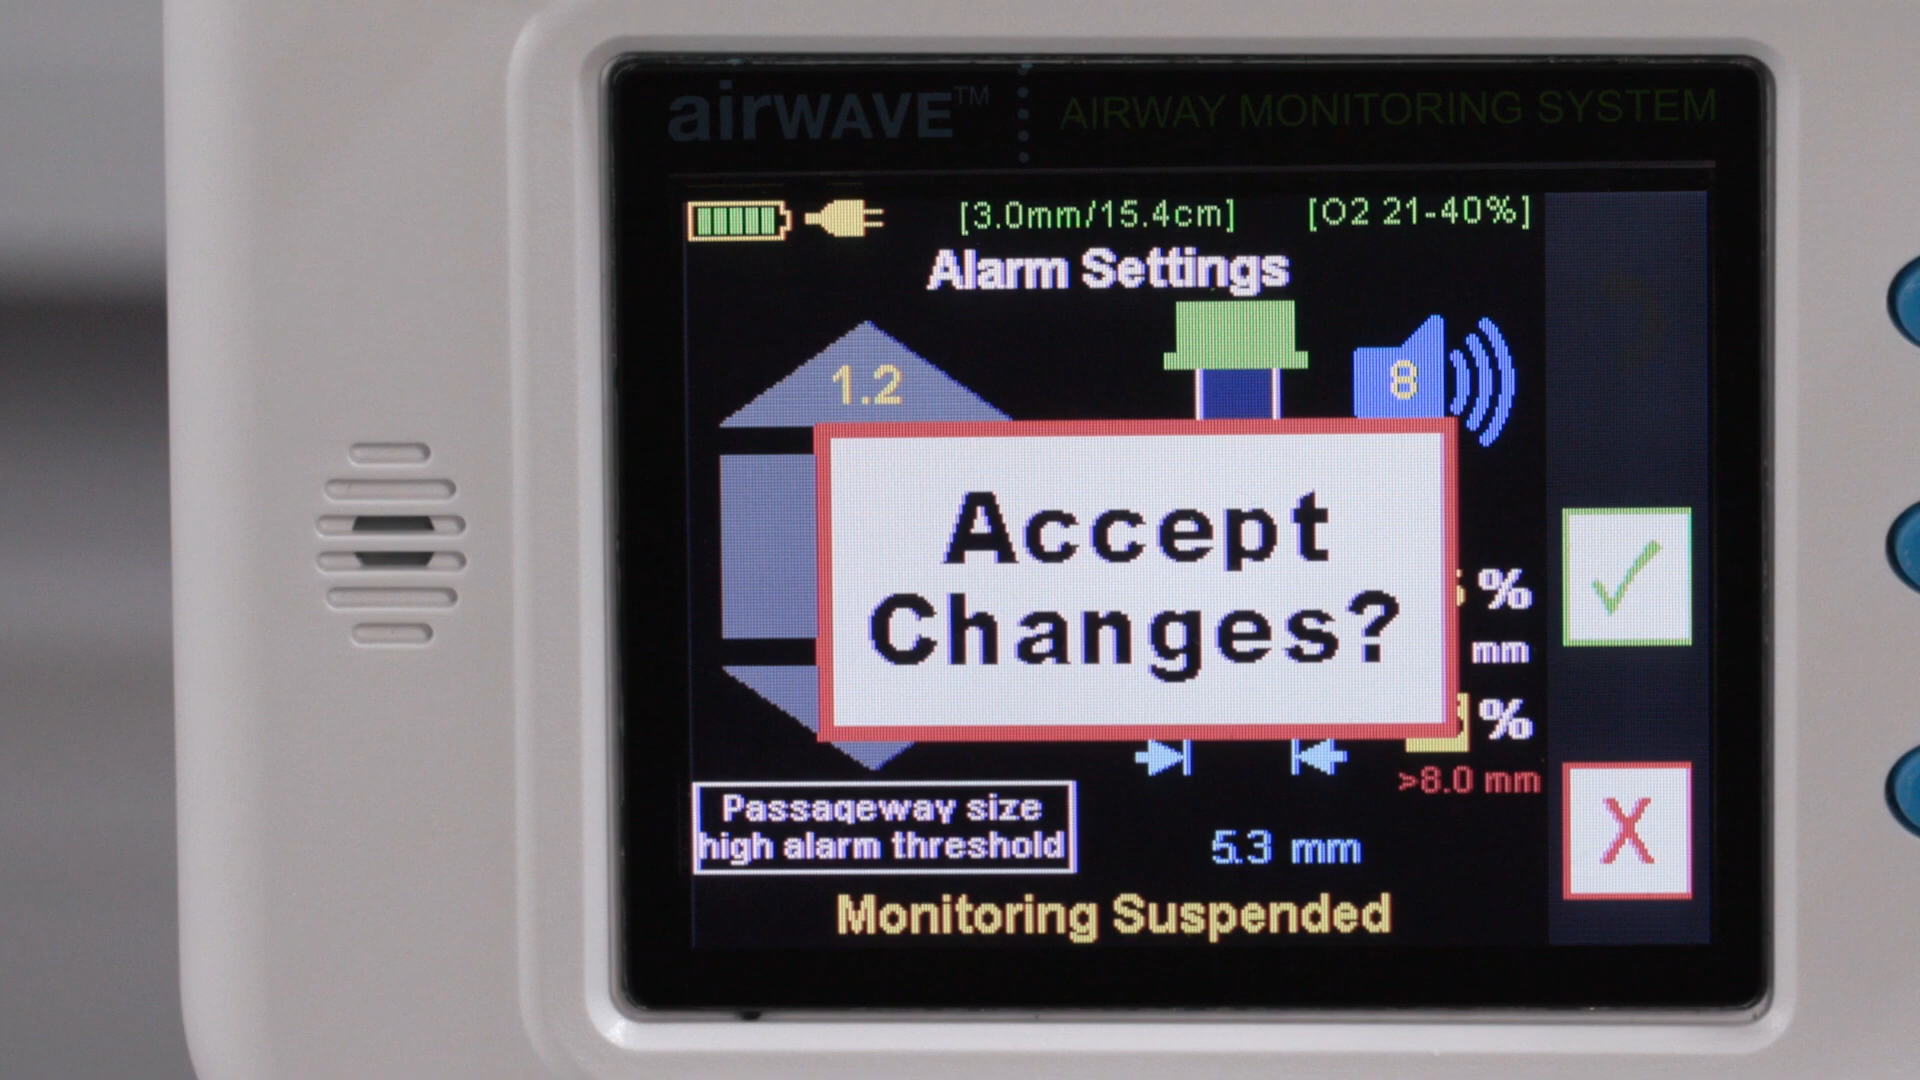 airWAVE™ AIRWAY MONITORING SYSTEM
[3.0mm/15.4cm] [O2 21-40%]
Alarm Settings
1.2
8
Accept
Changes?
%
mm
%
>8.0 mm
X
Passageway size
high alarm threshold
5.3 mm
Monitoring Suspended